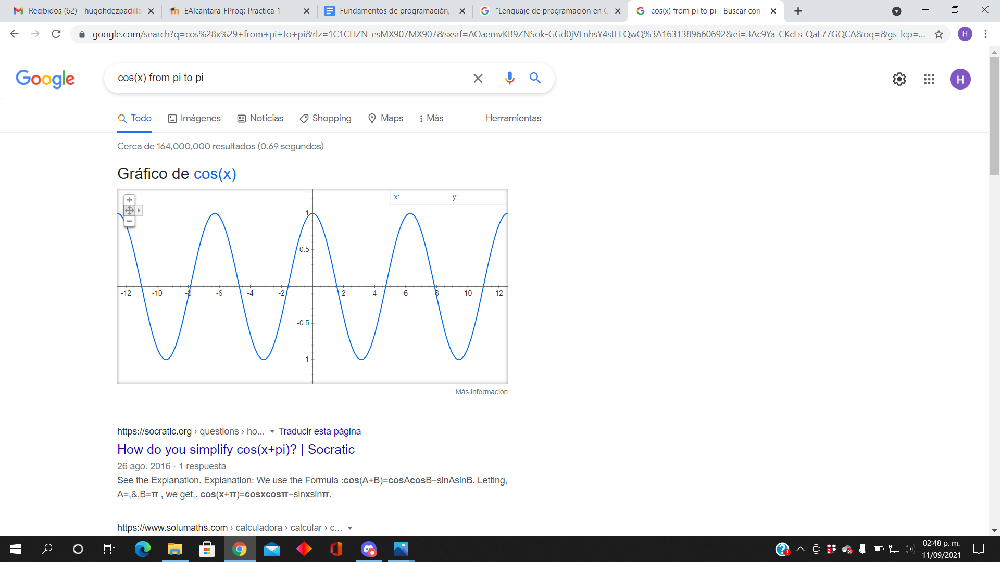 Recibidos (62) - hugohdezpadilla
EAlcantara-FProg: Practica 1
Fundamentos de programación,
"Lenguaje de programación en C
cos(x) from pi to pi - Buscar con
google.com/search?q=cos%28x%29+from+pi+to+pi&rlz=1C1CHZN_esMX907MX907&sxsrf=AOaemvKB9ZNSok-GGd0jVLnhsY4stLEQwQ%3A1631389660692&ei=3Ac9Ya_CKcLs_QaL77GQCA&oq=&gs_lcp=...
H
Google
cos(x) from pi to pi
H
Todo
Imágenes
Noticias
Shopping
Maps
Más
Herramientas
Cerca de 164,000,000 resultados (0.69 segundos)
Gráfico de cos(x)
x:
y:
1
0.5
-12 -10 -8 -6 -4 -2 2 4 6 8 10 12
-0.5
-1
Más información
https://socratic.org › questions › ho... Traducir esta página
How do you simplify cos(x+pi)? | Socratic
26 ago. 2016 · 1 respuesta
See the Explanation. Explanation: We use the Formula :cos(A+B)=cosAcosB−sinAsinB. Letting,
A=,&,B=π , we get,. cos(x+π)=cosxcosπ−sinxsinπ.
https://www.solumaths.com › calculadora › calcular › c...
2
02:48 p. m.
11/09/2021